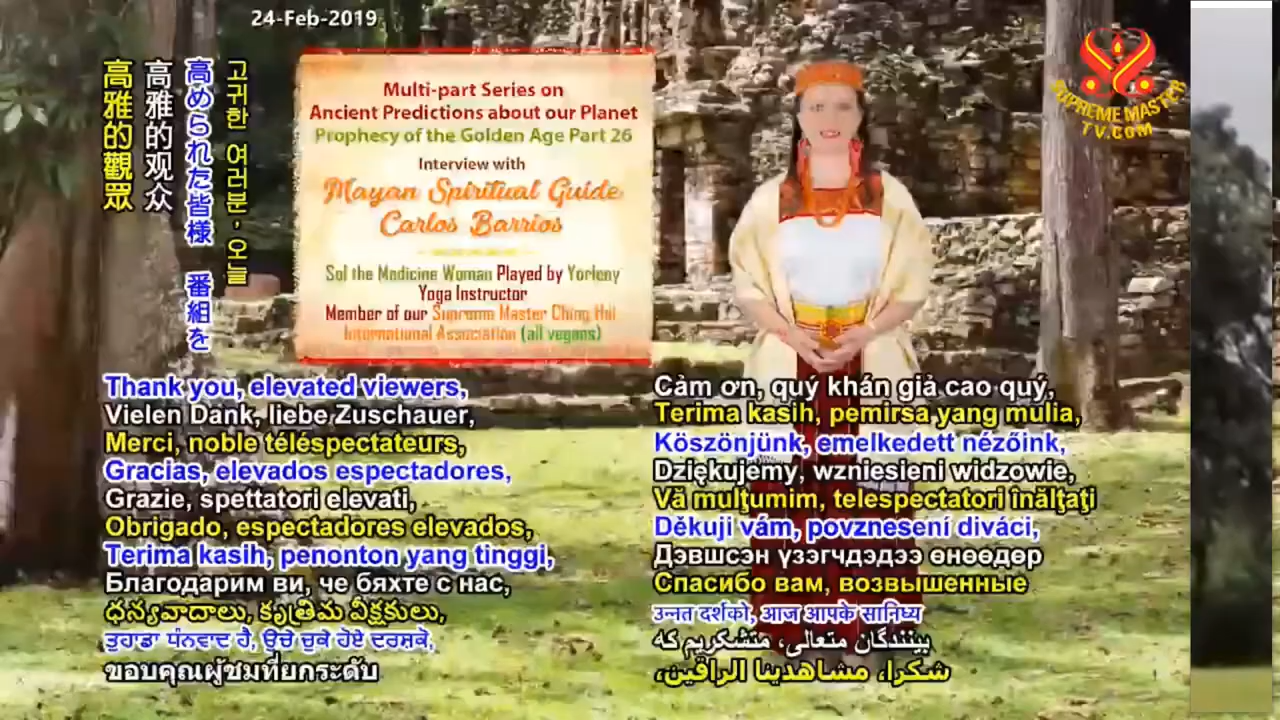 24-Feb-2019
SUPREME MASTER
TV.COM
Multi-part Series on
Ancient Predictions about our Planet
Prophecy of the Golden Age Part 26
Interview with
Mayan Spiritual Guide
Carlos Barrios
Sol the Medicine Woman Played by Yorleny
Yoga Instructor
Member of our Supreme Master Ching Hai
International Association (all vegans)
高雅的觀眾
高雅的观众
高められた皆様 番組を
고귀한 여러분, 오늘
Thank you, elevated viewers,
Vielen Dank, liebe Zuschauer,
Merci, noble téléspectateurs,
Gracias, elevados espectadores,
Grazie, spettatori elevati,
Obrigado, espectadores elevados,
Terima kasih, penonton yang tinggi,
Благодарим ви, че бяхте с нас,
ధన్యవాదాలు, కృత్రిమ వీక్షకులు,
ਤੁਹਾਡਾ ਧੰਨਵਾਦ ਹੈ, ਉਚੇ ਚੁਕੇ ਹੋਏ ਦਰਸ਼ਕੋ,
ขอบคุณผู้ชมที่ยกระดับ
Cảm ơn, quý khán giả cao quý,
Terima kasih, pemirsa yang mulia,
Köszönjünk, emelkedett nézőink,
Dziękujemy, wzniesieni widzowie,
Vă mulţumim, telespectatori înălţaţi
Děkuji vám, povznesení diváci,
Дэвшсэн үзэгчдэдээ өнөөдөр
Спасибо вам, возвышенные
उन्नत दर्शको, आज आपके सानिध्य
بینندگان متعالی، متشکریم که
شكرا، مشاهدينا الراقين،